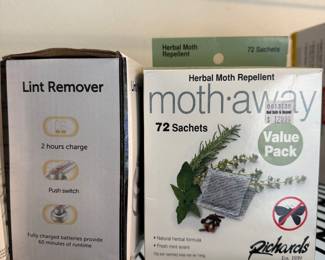 Lint Remover
2 hours charge
Push switch
Fully charged batteries provide
60 minutes of runtime
Herbal Moth
Repellent
72 Sachets
Herbal Moth Repellent
moth·away
72 Sachets
Value
Pack
Natural herbal formula
Fresh mint scent
Richards